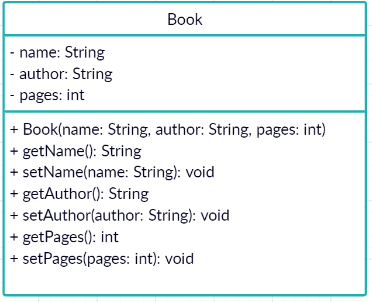 Book
- name: String
- author: String
- pages: int
+ Book(name: String, author: String, pages: int)
+ getName(): String
+ setName(name: String): void
+ getAuthor(): String
+ setAuthor(author: String): void
+ getPages(): int
+ setPages(pages: int): void